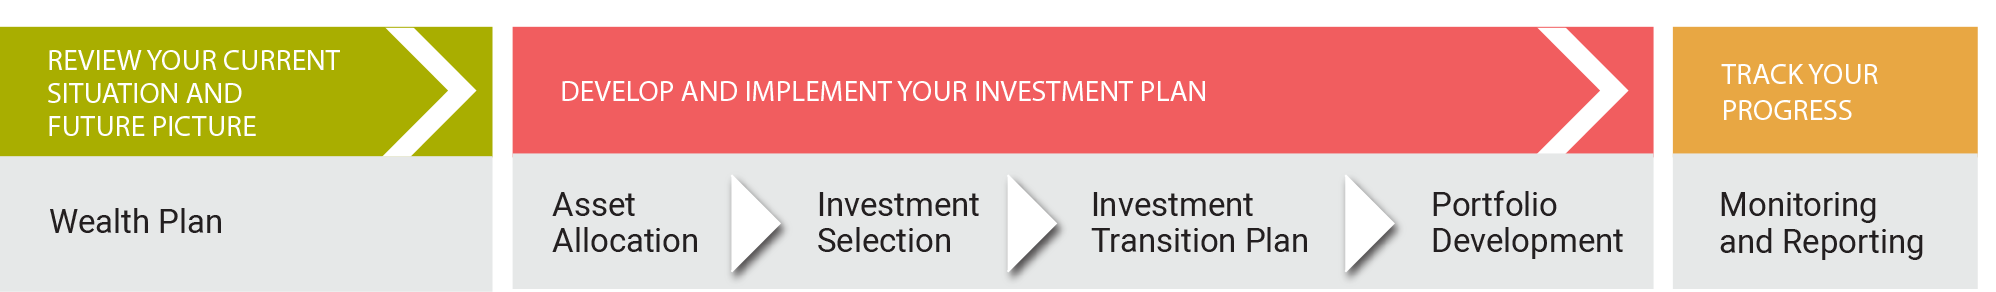 REVIEW YOUR CURRENT
SITUATION AND
FUTURE PICTURE
Wealth Plan
DEVELOP AND IMPLEMENT YOUR INVESTMENT PLAN
Asset
Allocation
Investment
Selection
Investment
Transition Plan
Portfolio
Development
TRACK YOUR
PROGRESS
Monitoring
and Reporting